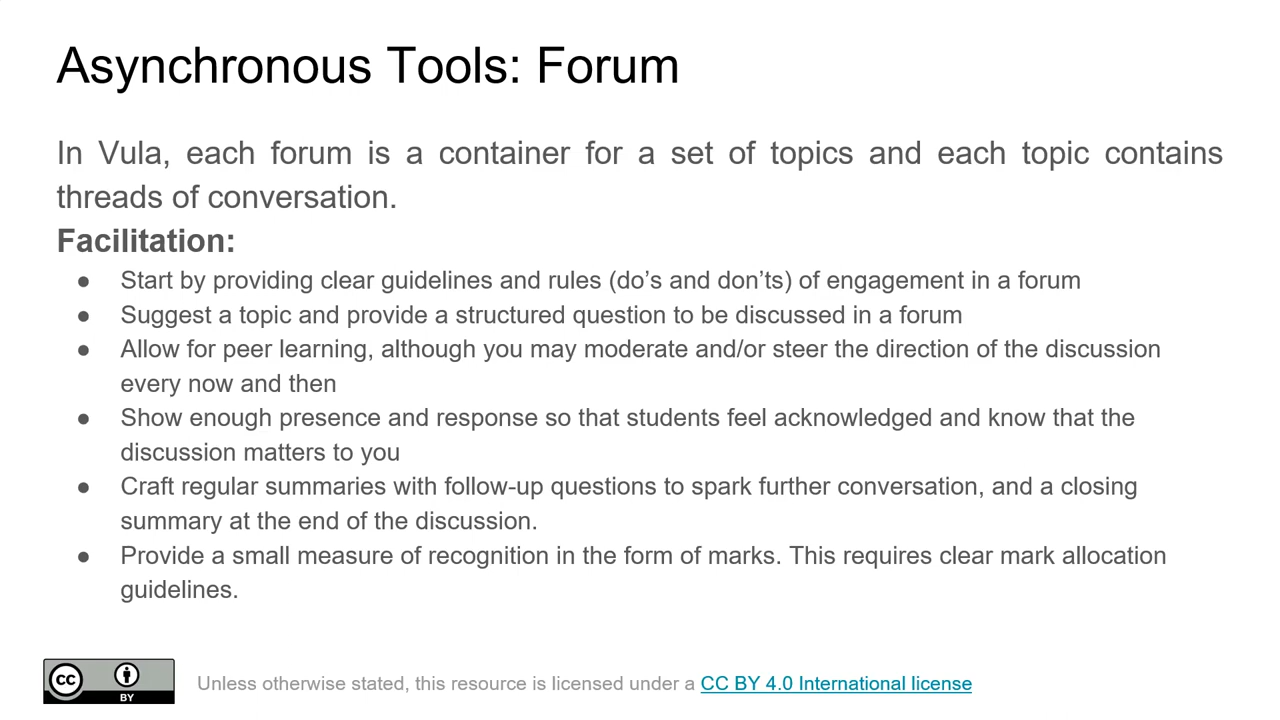 Asynchronous Tools: Forum
In Vula, each forum is a container for a set of topics and each topic contains
threads of conversation.
Facilitation:
● Start by providing clear guidelines and rules (do’s and don’ts) of engagement in a forum
● Suggest a topic and provide a structured question to be discussed in a forum
● Allow for peer learning, although you may moderate and/or steer the direction of the discussion
every now and then
● Show enough presence and response so that students feel acknowledged and know that the
discussion matters to you
● Craft regular summaries with follow-up questions to spark further conversation, and a closing
summary at the end of the discussion.
● Provide a small measure of recognition in the form of marks. This requires clear mark allocation
guidelines.
cc BY
Unless otherwise stated, this resource is licensed under a CC BY 4.0 International license